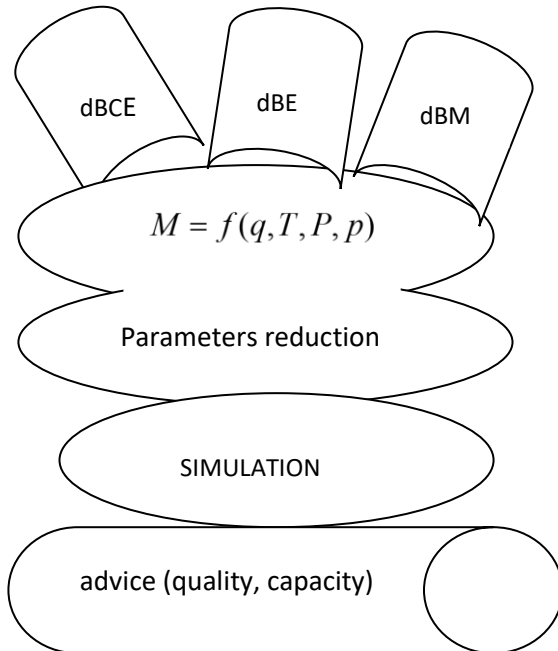 dBCE
dBE
dBM
M = f(q,T,P,p)
Parameters reduction
SIMULATION
advice (quality, capacity)